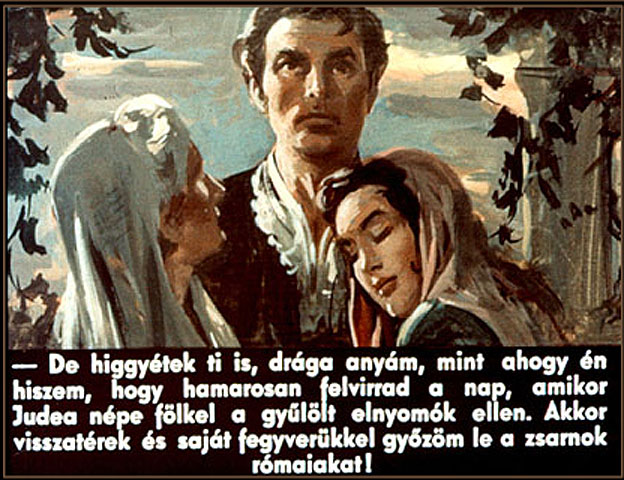 — De higgyétek ti is, drága anyám, mint ahogy én
hiszem, hogy hamarosan felvirrad a nap, amikor
Judea népe fölkel a gyűlölt elnyomók ellen. Akkor
visszatérek és saját fegyverükkel győzöm le a zsarnok
rómaiakat!